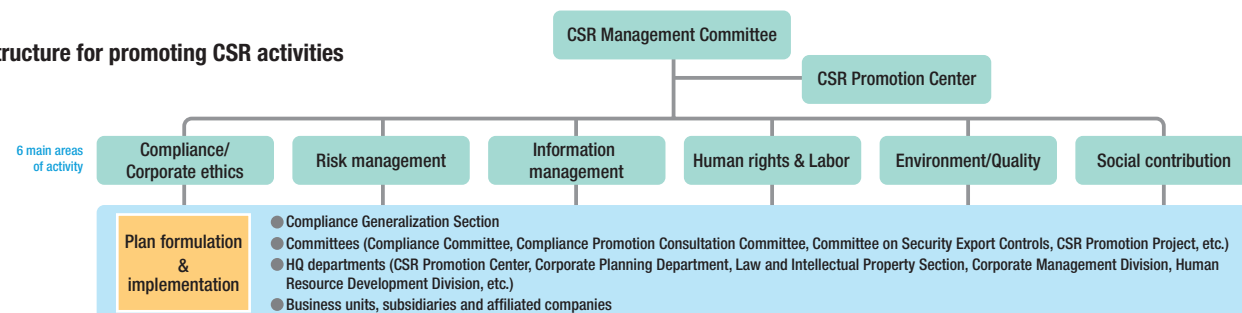 CSR Management Committee
tructure for promoting CSR activities
CSR Promotion Center
6 main areas
of activity
Compliance/
Corporate ethics
Risk management
Information
management
Human rights & Labor
Environment/Quality
Social contribution
Plan formulation
&
implementation
●Compliance Generalization Section
●Committees (Compliance Committee, Compliance Promotion Consultation Committee, Committee on Security Export Controls, CSR Promotion Project, etc.)
●HQ departments (CSR Promotion Center, Corporate Planning Department, Law and Intellectual Property Section, Corporate Management Division, Human
Resource Development Division, etc.)
●Business units, subsidiaries and affiliated companies